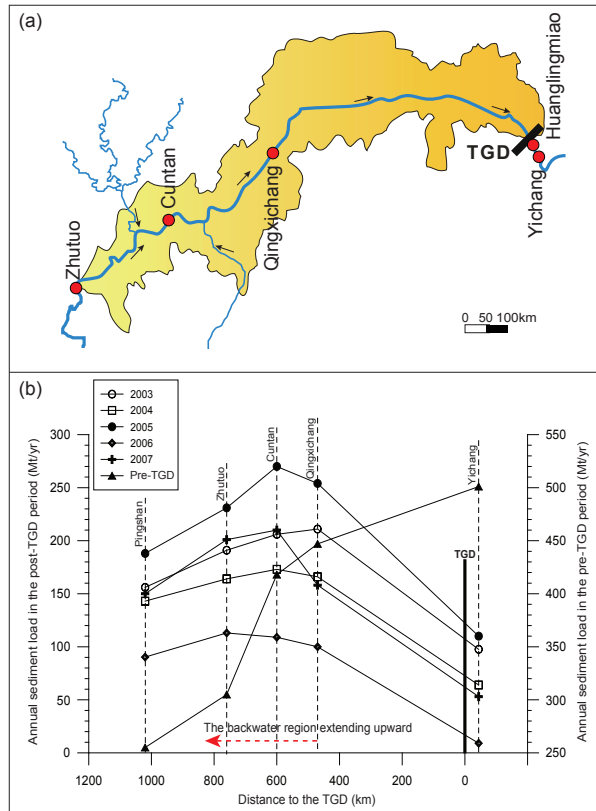 (a)
Zhutuo
Cuntan
Qingxichang
TGD
Huanglingmiao
Yichang
0 50 100km
(b)
2003
2004
2005
2006
2007
Pre-TGD
Pingshan
Zhutuo
Cuntan
Qingxichang
Yichang
TGD
Annual sediment load in the post-TGD period (Mt/yr)
300
250
200
150
100
50
0
Annual sediment load in the pre-TGD period (Mt/yr)
550
500
450
400
350
300
250
The backwater region extending upward
1200 1000 800 600 400 200 0
Distance to the TGD (km)